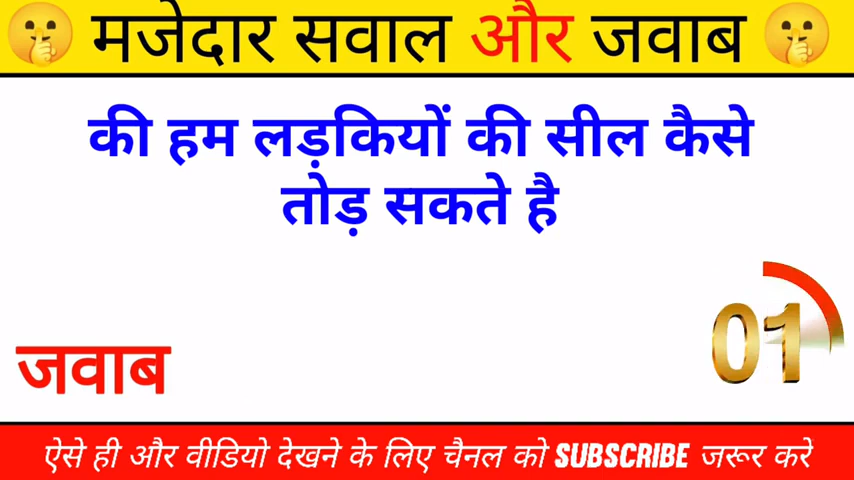 🤫 मजेदार सवाल और जवाब 🤫
की हम लड़कियों की सील कैसे
तोड़ सकते है
01
जवाब
ऐसे ही और वीडियो देखने के लिए चैनल को SUBSCRIBE जरूर करें